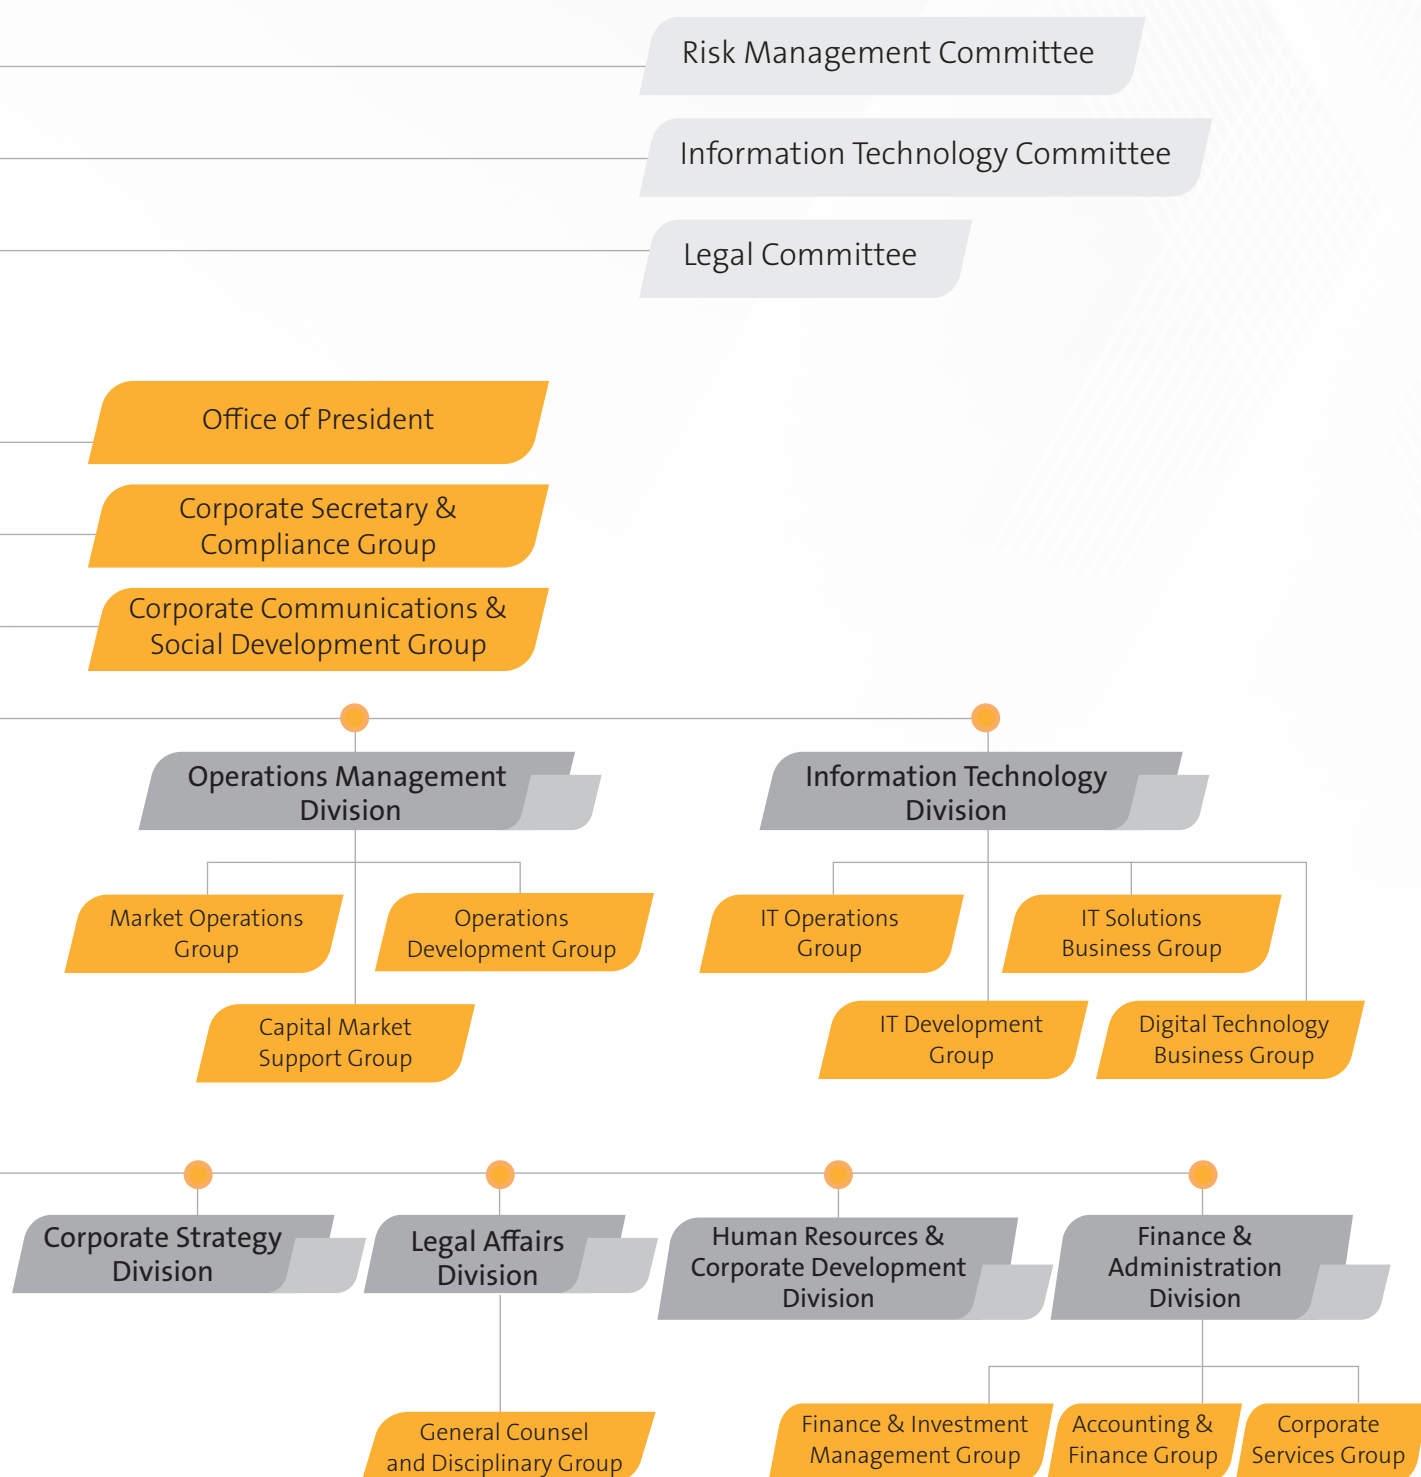 Risk Management Committee
Information Technology Committee
Legal Committee
Office of President
Corporate Secretary &
Compliance Group
Corporate Communications &
Social Development Group
Operations Management
Division
Information Technology
Division
Market Operations
Group
Operations
Development Group
IT Operations
Group
IT Solutions
Business Group
Capital Market
Support Group
IT Development
Group
Digital Technology
Business Group
Corporate Strategy
Division
Legal Affairs
Division
Human Resources &
Corporate Development
Division
Finance &
Administration
Division
General Counsel
and Disciplinary Group
Finance & Investment
Management Group
Accounting &
Finance Group
Corporate
Services Group